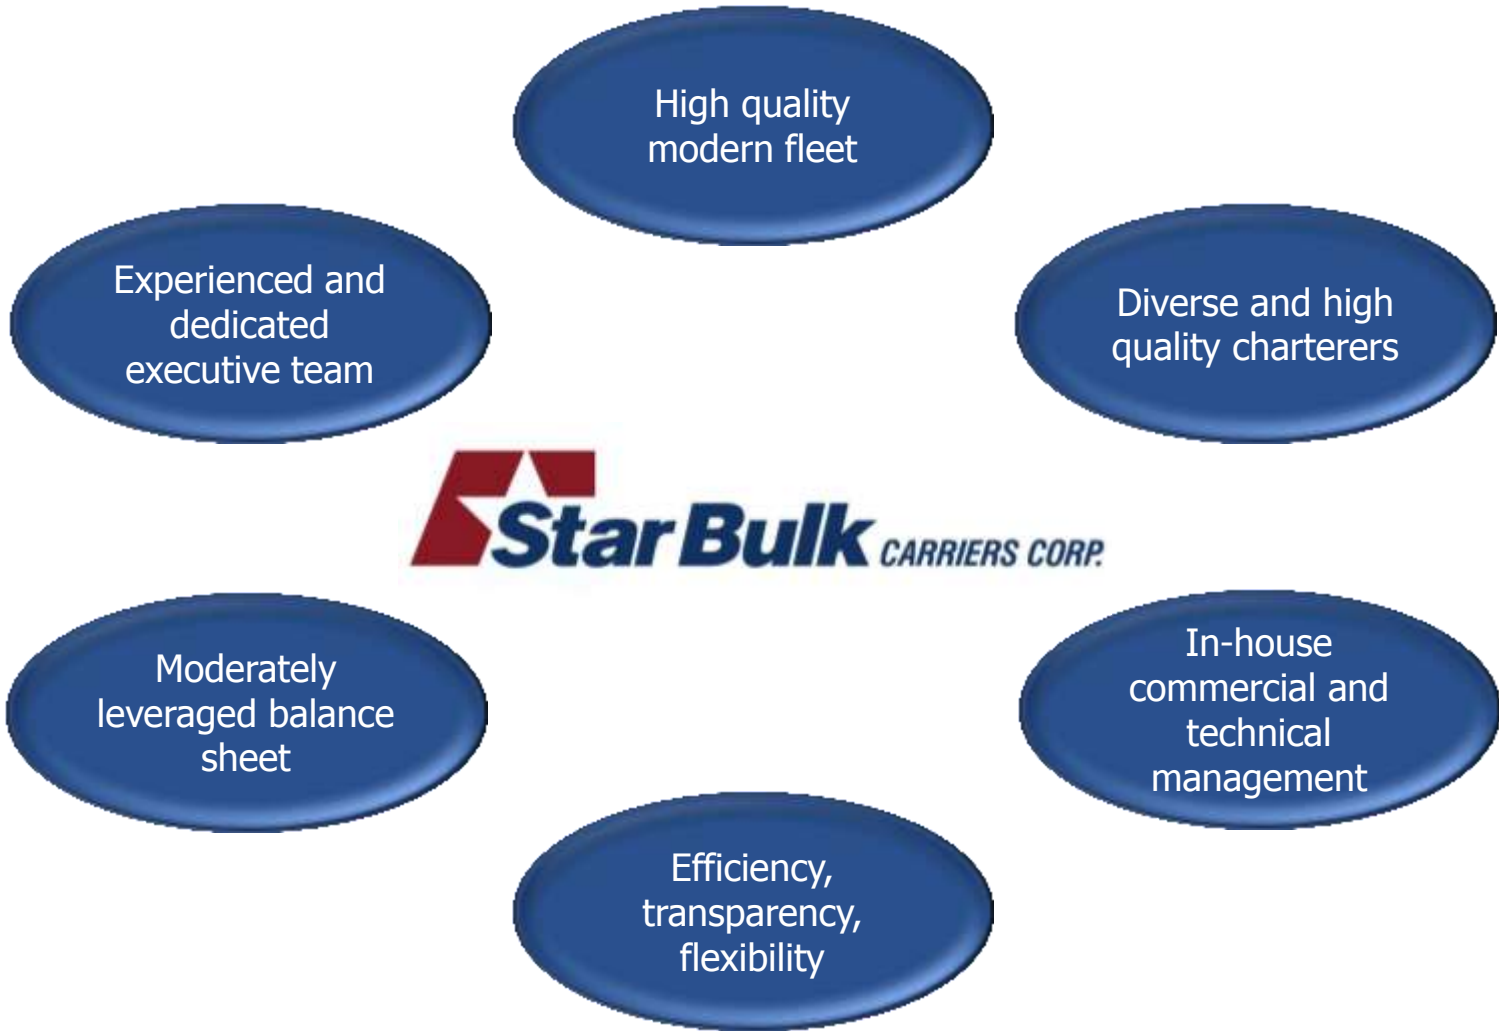 High quality
modern fleet
Experienced and
dedicated
executive team
Diverse and high
quality charterers
Star Bulk CARRIERS CORP.
Moderately
leveraged balance
sheet
In-house
commercial and
technical
management
Efficiency,
transparency,
flexibility